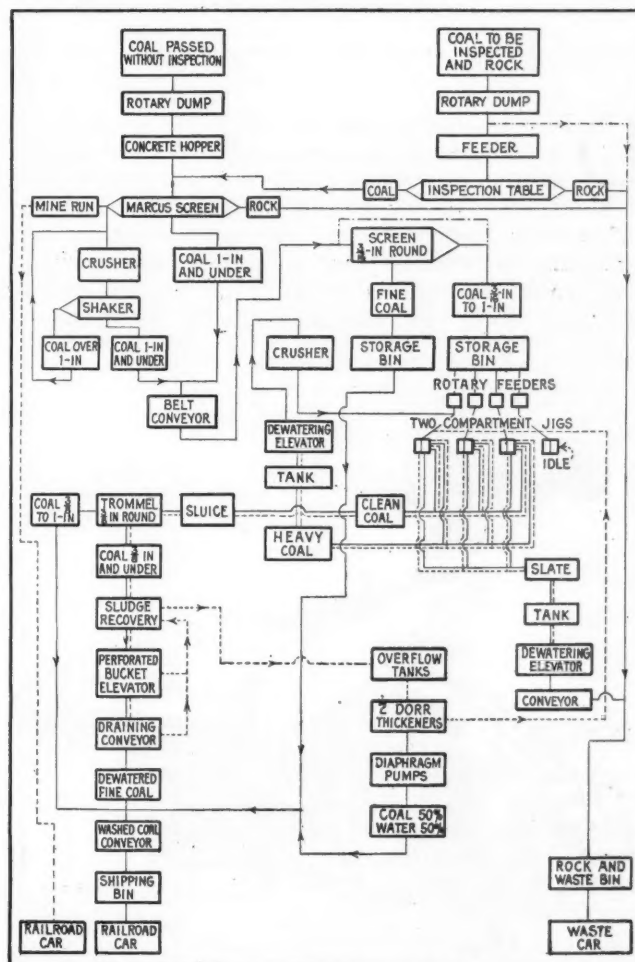 COAL PASSED
WITHOUT INSPECTION
COAL TO BE
INSPECTED
AND ROCK
ROTARY DUMP
ROTARY DUMP
CONCRETE HOPPER
FEEDER
COAL
INSPECTION TABLE
ROCK
MINE RUN
MARCUS SCREEN
ROCK
CRUSHER
COAL 1-IN
AND UNDER
SCREEN
-IN ROUND
SHAKER
FINE
COAL
COAL -IN
TO 1-IN
COAL OVER
1-IN
COAL 1-IN
AND UNDER
CRUSHER
STORAGE
BIN
STORAGE
BIN
BELT
CONVEYOR
ROTARY FEEDERS
DEWATERING
ELEVATOR
TWO COMPARTMENT JIGS
IDLE
TANK
COAL
TO 1-IN
TROMMEL
IN ROUND
SLUICE
CLEAN
COAL
HEAVY
COAL
COAL IN
AND UNDER
SLATE
SLUDGE
RECOVERY
TANK
PERFORATED
BUCKET
ELEVATOR
OVERFLOW
TANKS
DEWATERING
ELEVATOR
2 DORR
THICKENERS
CONVEYOR
DRAINING
CONVEYOR
DIAPHRAGM
PUMPS
DEWATERED
FINE COAL
COAL 50%
WATER 50%
WASHED COAL
CONVEYOR
SHIPPING
BIN
ROCK AND
WASTE BIN
RAILROAD
CAR
RAILROAD
CAR
WASTE
CAR